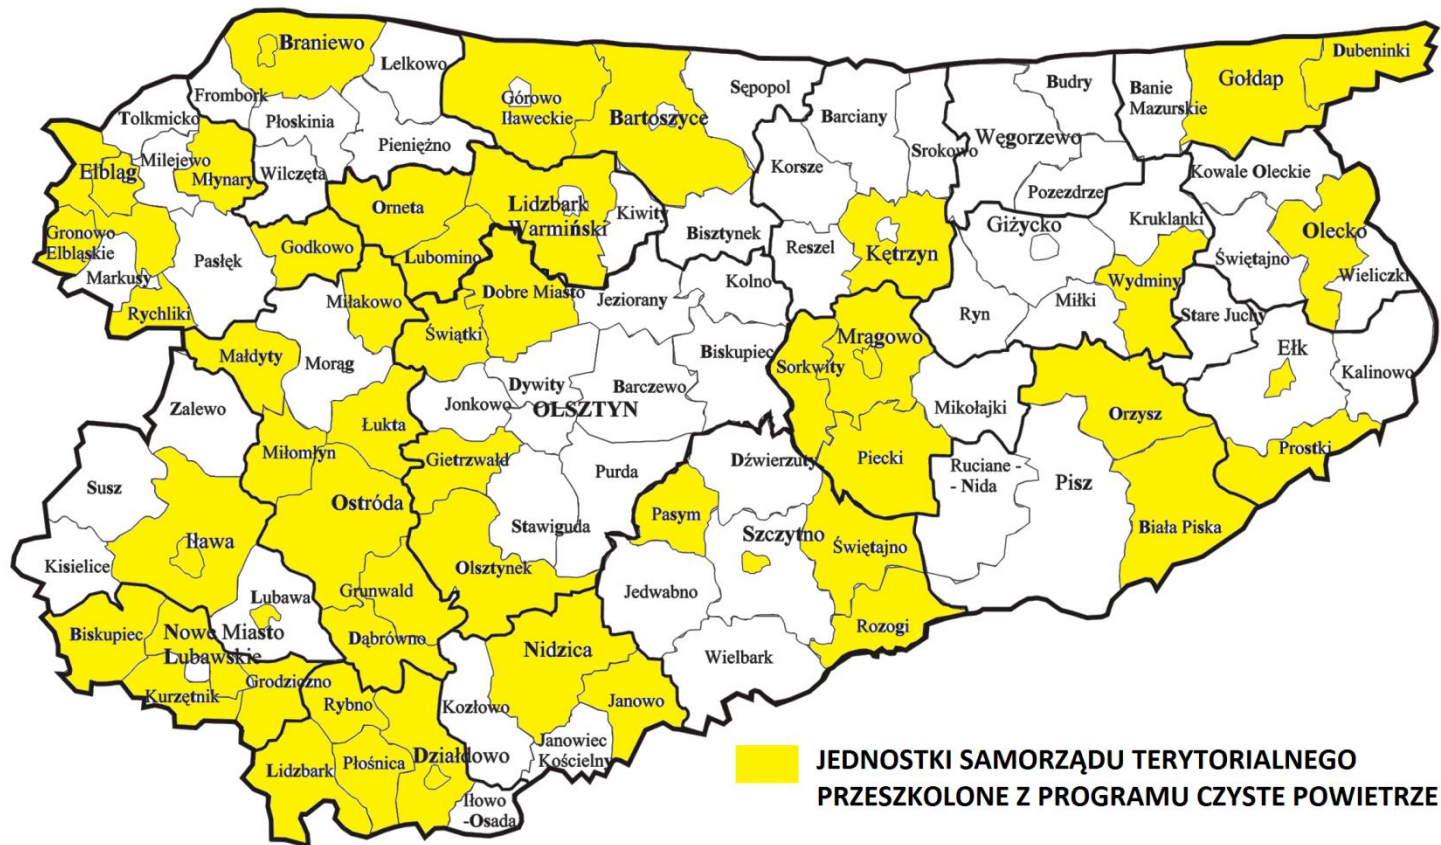 Braniewo
Lelkowo
Frombork
Tolkmicko
Płoskinia
Pieniężno
Górowo
Iławeckie
Bartoszyce
Sępopol
Barciany
Srokowo
Korsze
Węgorzewo
Budry
Banie
Mazurskie
Gołdap
Dubeninki
Elbląg
Milejewo
Młynary
Wilczęta
Orneta
Lidzbark
Warmiński
Kiwity
Bisztynek
Reszel
Kętrzyn
Pozezdrze
Giżycko
Kruklanki
Kowale Oleckie
Olecko
Świętajno
Wieliczki
Gronowo
Elbląskie
Markusy
Pasłęk
Godkowo
Lubomino
Dobre Miasto
Jeziorany
Kolno
Rychliki
Miłakowo
Świątki
Biskupiec
Mrągowo
Sorkwity
Ryn
Miłki
Wydminy
Stare Juchy
Ełk
Kalinowo
Małdyty
Morąg
Zalewo
Łukta
Jonkowo
Dywity
Barczewo
OLSZTYN
Mikołajki
Orzysz
Prostki
Miłomłyn
Gietrzwałd
Purda
Dźwierzuty
Piecki
Ruciane -
- Nida
Pisz
Biała Piska
Susz
Iława
Ostróda
Stawiguda
Pasym
Szczytno
Świętajno
Kisielice
Lubawa
Grunwald
Olsztynek
Jedwabno
Rozogi
Biskupiec
Nowe Miasto
Lubawskie
Dąbrówno
Nidzica
Wielbark
Kurzętnik
Grodziczno
Rybno
Kozłowo
Janowo
Lidzbark
Płośnica
Działdowo
Janowiec
Kościelny
Iłowo
-Osada
JEDNOSTKI SAMORZĄDU TERYTORIALNEGO
PRZESZKOLONE Z PROGRAMU CZYSTE POWIETRZE